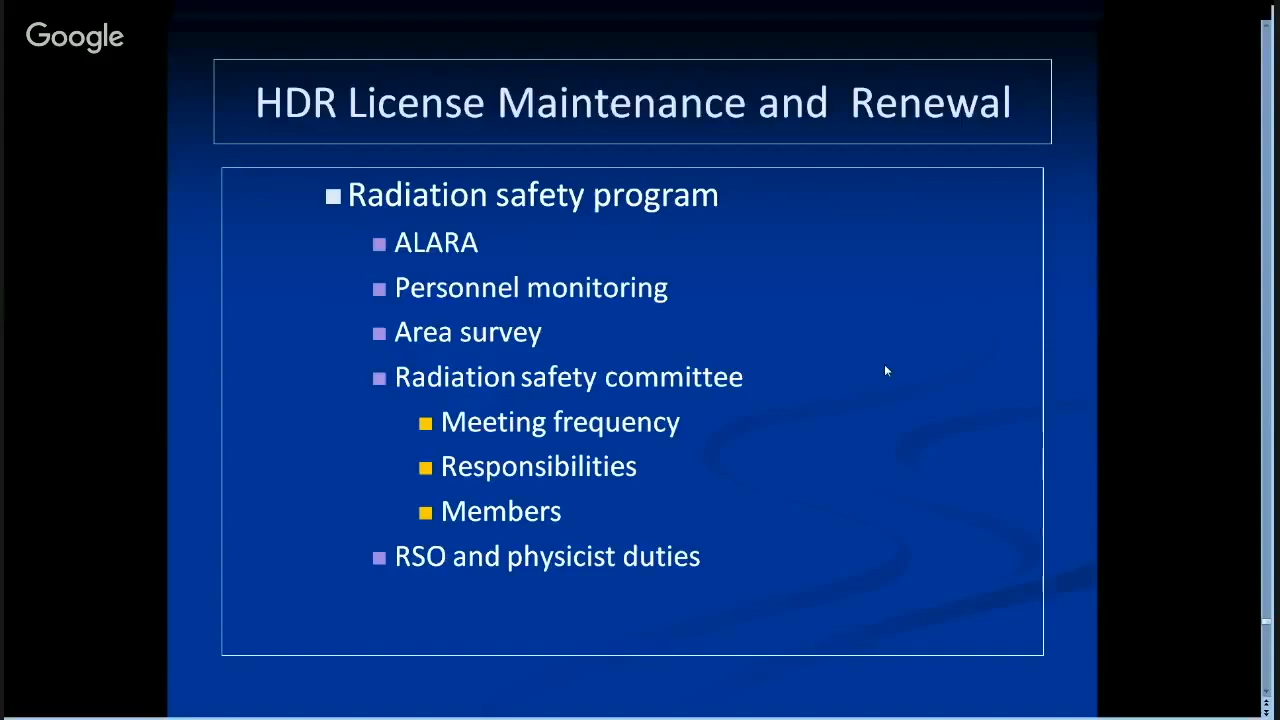 Google
HDR License Maintenance and Renewal
Radiation safety program
ALARA
Personnel monitoring
Area survey
Radiation safety committee
Meeting frequency
Responsibilities
Members
RSO and physicist duties